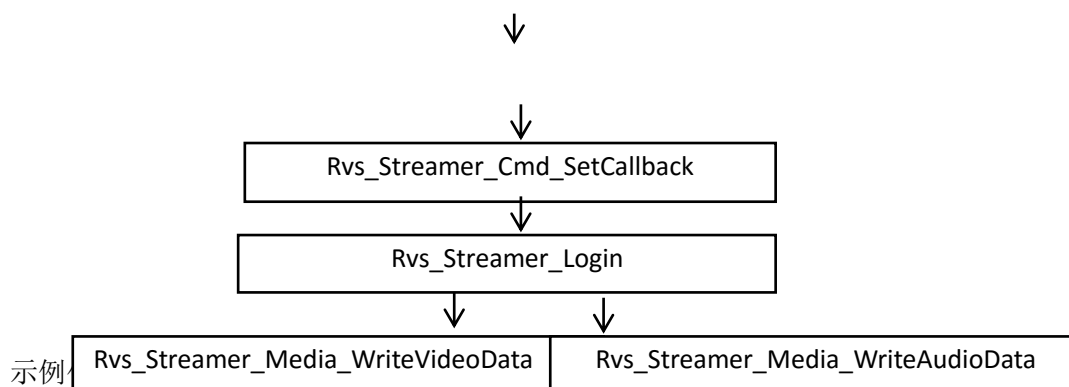 Rvs_Streamer_Cmd_SetCallback
Rvs_Streamer_Login
示例 Rvs_Streamer_Media_WriteVideoData Rvs_Streamer_Media_WriteAudioData